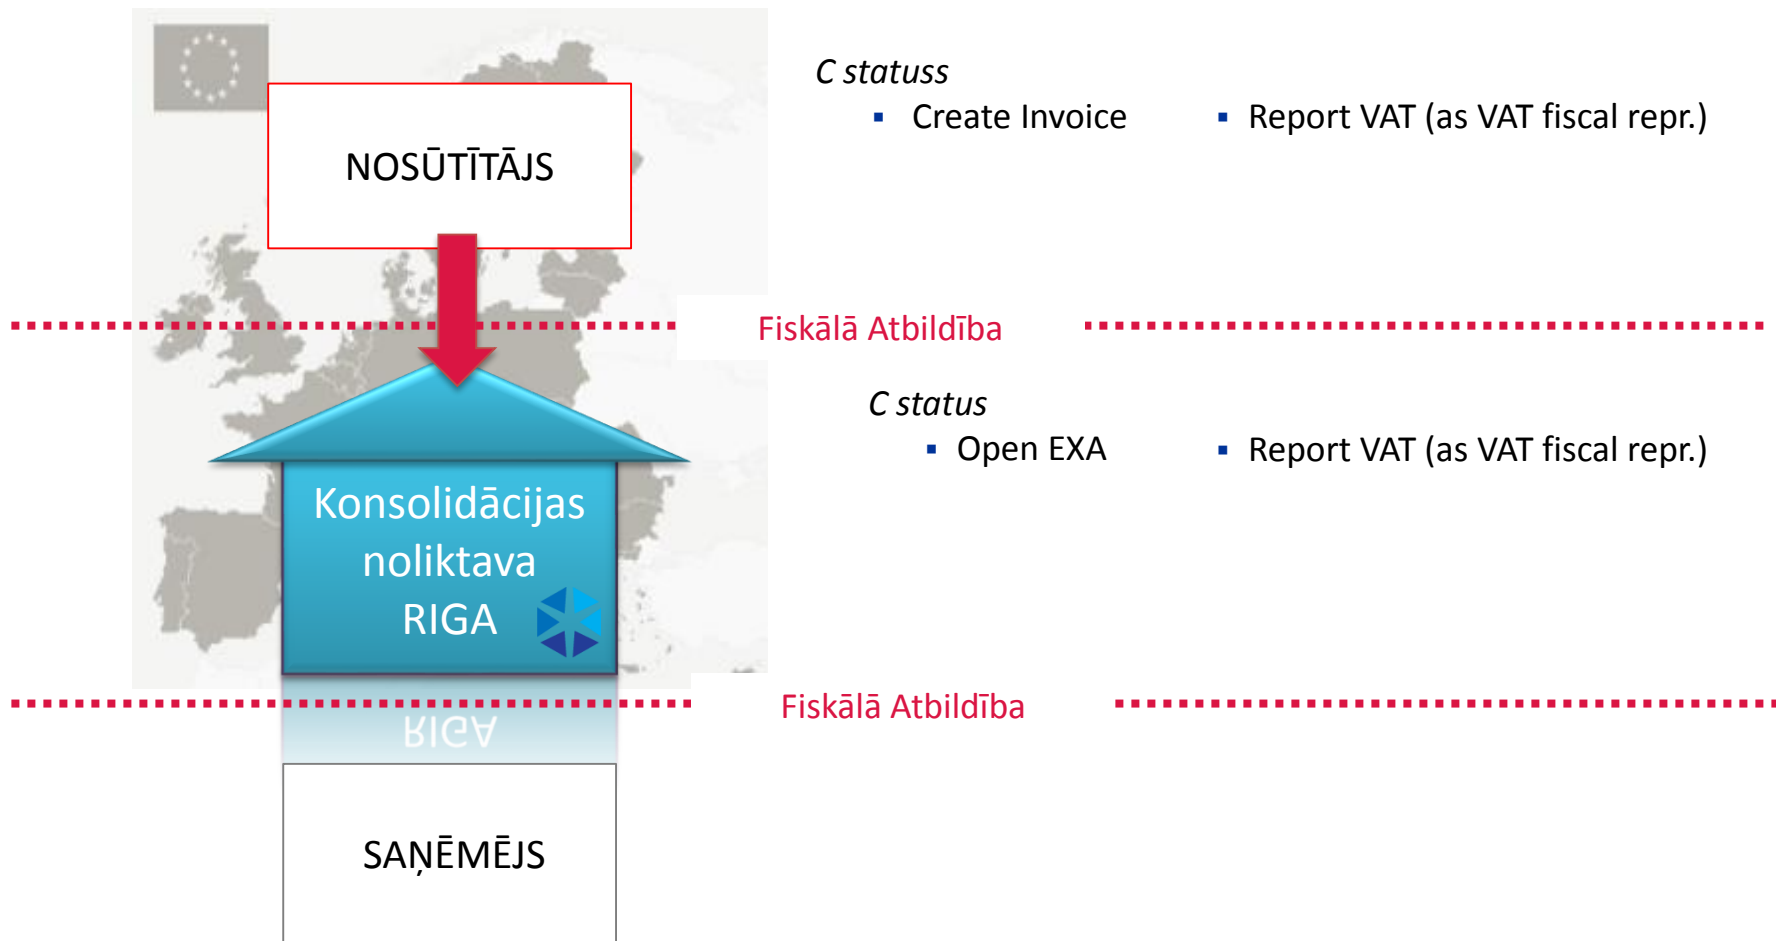 C statuss
▪ Create Invoice ▪ Report VAT (as VAT fiscal repr.)
NOSŪTĪTĀJS
Fiskālā Atbildība
C status
▪ Open EXA ▪ Report VAT (as VAT fiscal repr.)
Konsolidācijas
noliktava
RIGA
Fiskālā Atbildība
SAŅĒMĒJS